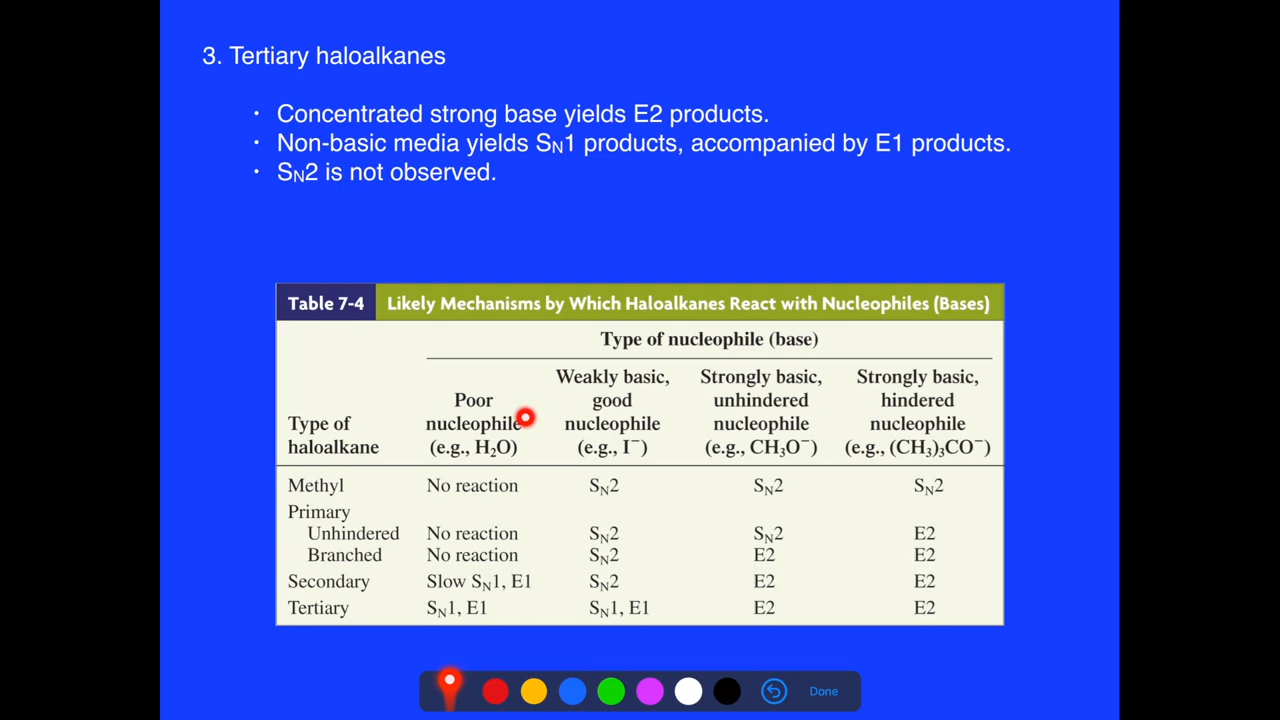 3. Tertiary haloalkanes
· Concentrated strong base yields E2 products.
· Non-basic media yields SN1 products, accompanied by E1 products.
· SN2 is not observed.
Table 7-4 Likely Mechanisms by Which Haloalkanes React with Nucleophiles (Bases)
Type of nucleophile (base)
Weakly basic, Strongly basic, Strongly basic,
Poor good unhindered hindered
Type of nucleophile nucleophile nucleophile nucleophile
haloalkane (e.g., H₂O) (e.g., I⁻) (e.g., CH₃O⁻) (e.g., (CH₃)₃CO⁻)
Methyl No reaction SN2 SN2 SN2
Primary
Unhindered No reaction SN2 SN2 E2
Branched No reaction SN2 E2 E2
Secondary Slow SN1, E1 SN2 E2 E2
Tertiary SN1, E1 SN1, E1 E2 E2
Done